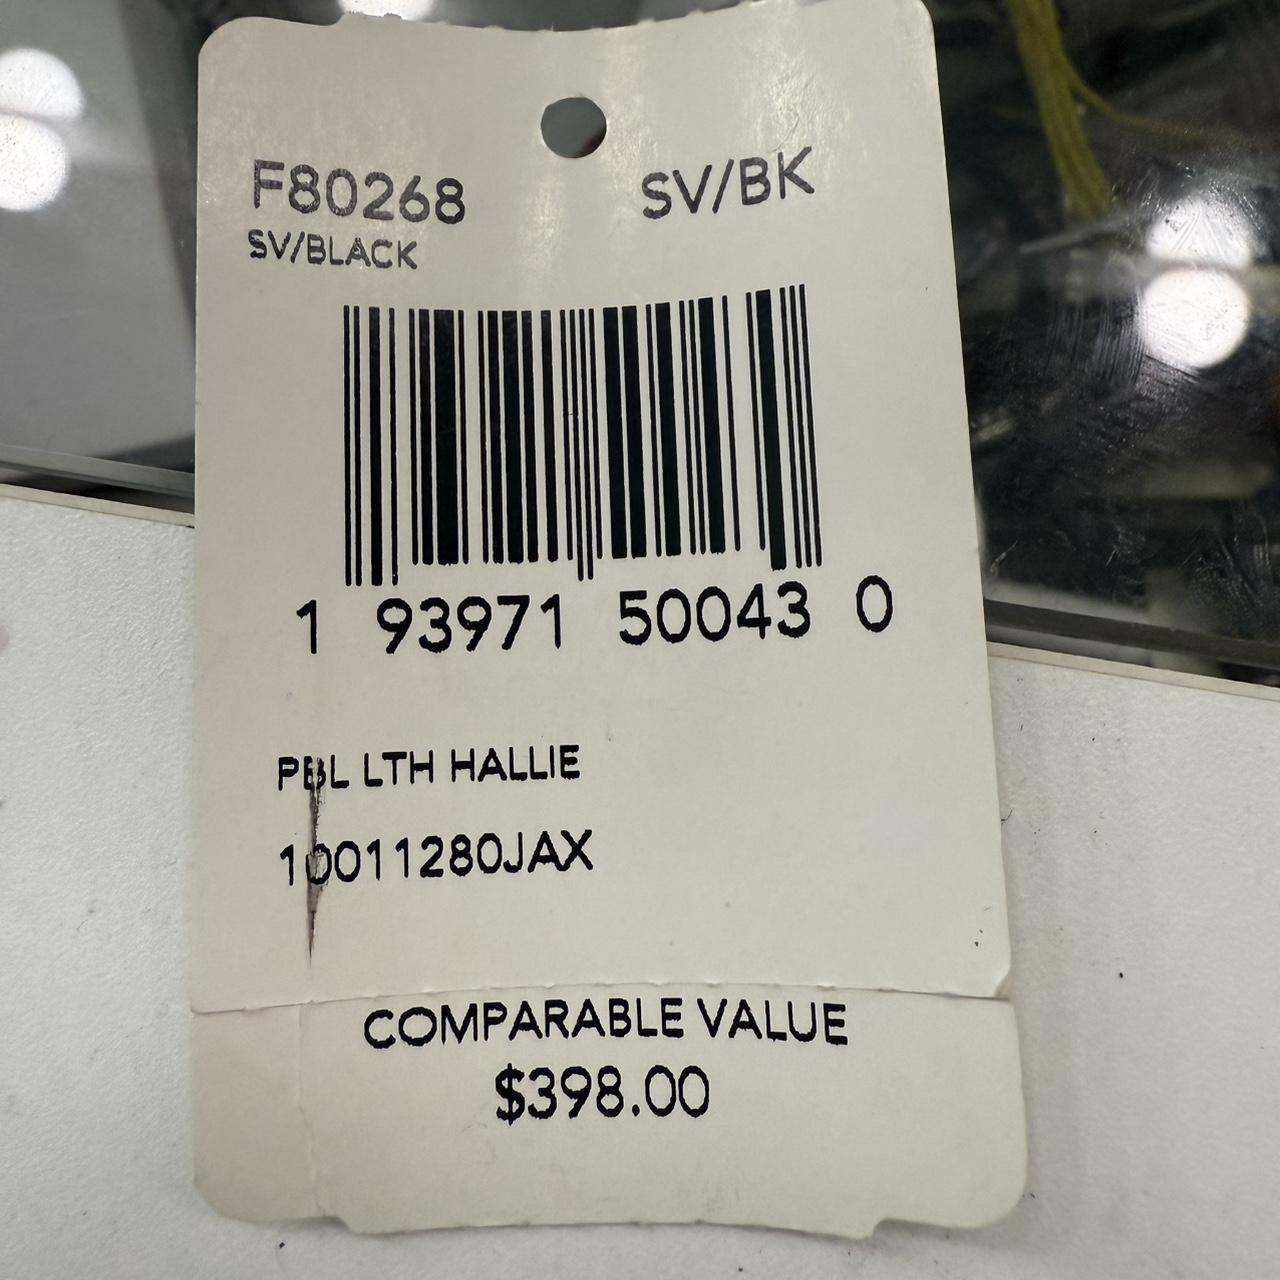 F80268 SV/BK
SV/BLACK
1 93971 50043 0
PBL LTH HALLIE
10011280JAX
COMPARABLE VALUE
$398.00